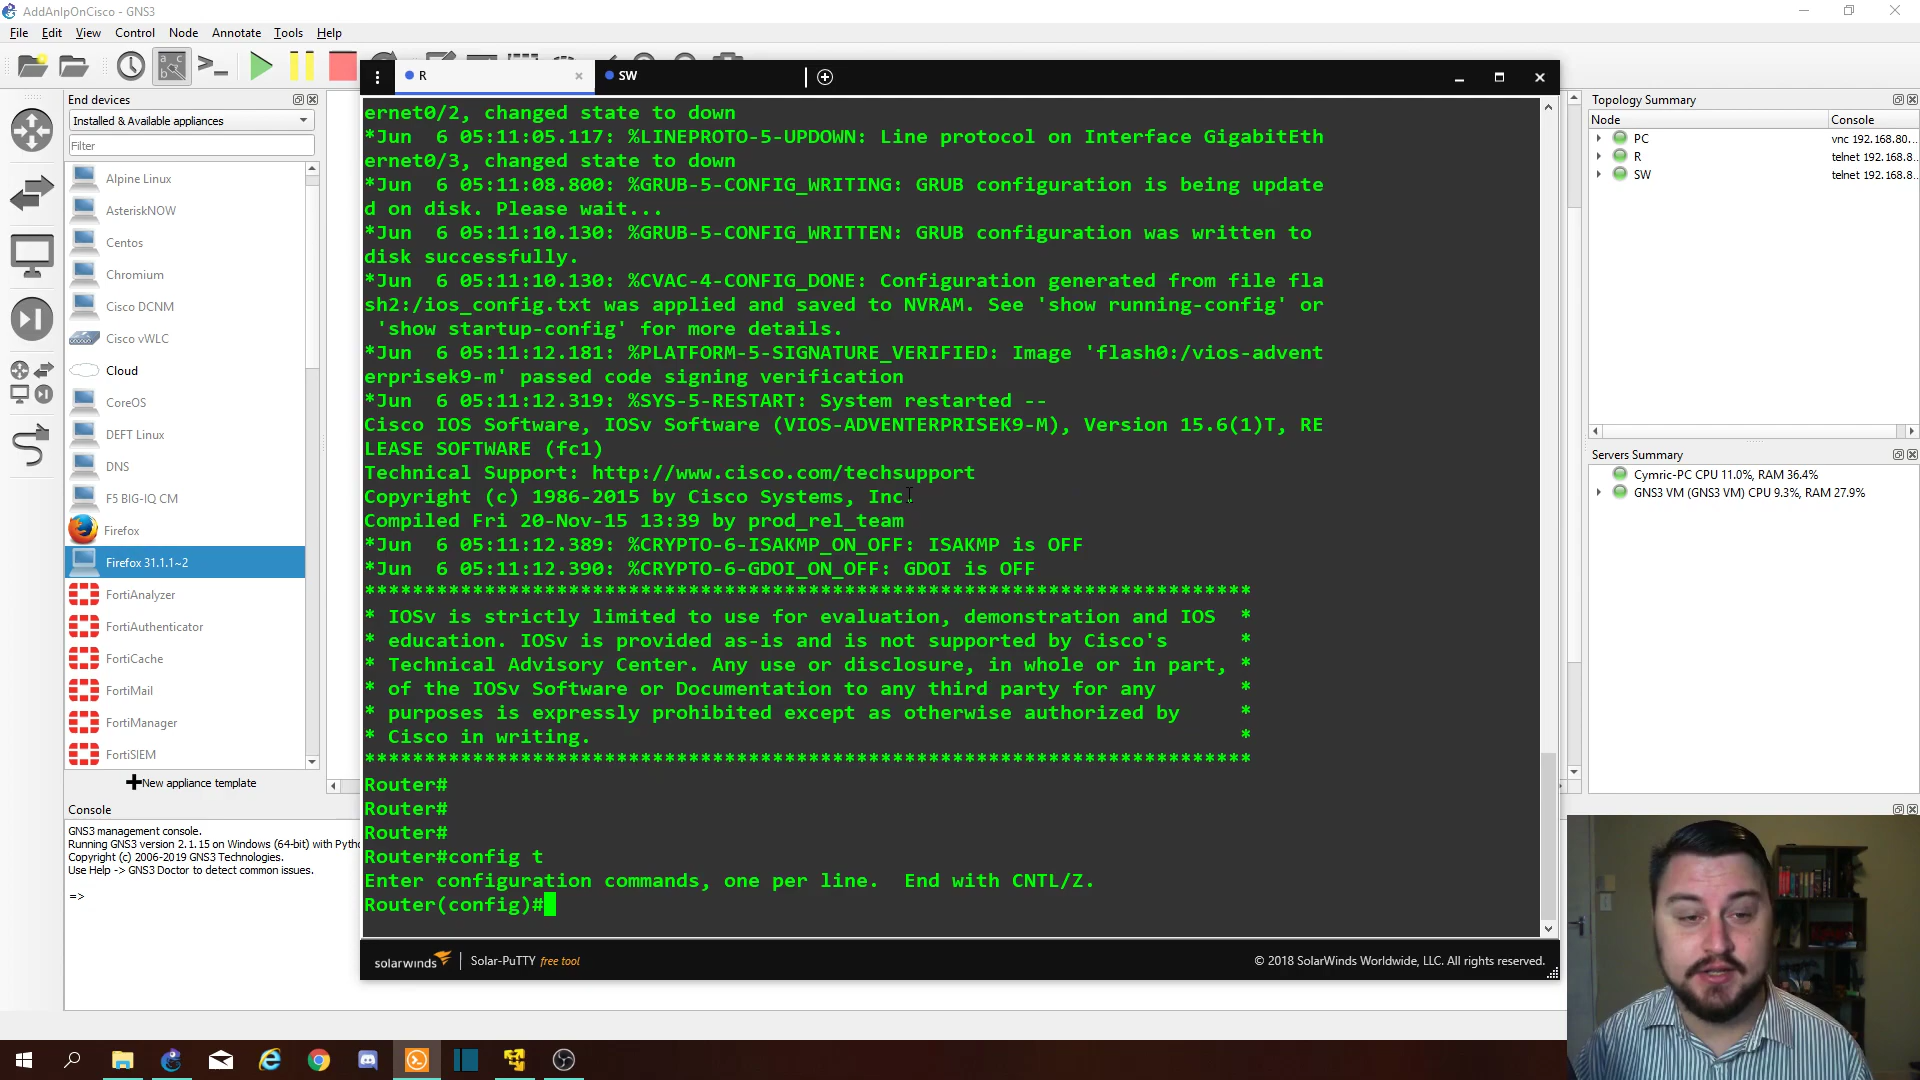 AddAnIpOnCisco - GNS3
File Edit View Control Node Annotate Tools Help
R
SW
End devices
Installed & Available appliances
Filter
Alpine Linux
AsteriskNOW
Centos
Chromium
Cisco DCNM
Cisco vWLC
Cloud
CoreOS
DEFT Linux
DNS
F5 BIG-IQ CM
Firefox
Firefox 31.1.1~2
FortiAnalyzer
FortiAuthenticator
FortiCache
FortiMail
FortiManager
FortiSIEM
New appliance template
Console
GNS3 management console.
Running GNS3 version 2.1.15 on Windows (64-bit) with Pyth
Copyright (c) 2006-2019 GNS3 Technologies.
Use Help -> GNS3 Doctor to detect common issues.
=>
ernet0/2, changed state to down
*Jun  6 05:11:05.117: %LINEPROTO-5-UPDOWN: Line protocol on Interface GigabitEth
ernet0/3, changed state to down
*Jun  6 05:11:08.800: %GRUB-5-CONFIG_WRITING: GRUB configuration is being update
d on disk. Please wait...
*Jun  6 05:11:10.130: %GRUB-5-CONFIG_WRITTEN: GRUB configuration was written to
disk successfully.
*Jun  6 05:11:10.130: %CVAC-4-CONFIG_DONE: Configuration generated from file fla
sh2:/ios_config.txt was applied and saved to NVRAM. See 'show running-config' or
'show startup-config' for more details.
*Jun  6 05:11:12.181: %PLATFORM-5-SIGNATURE_VERIFIED: Image 'flash0:/vios-advent
erprisek9-m' passed code signing verification
*Jun  6 05:11:12.319: %SYS-5-RESTART: System restarted --
Cisco IOS Software, IOSv Software (VIOS-ADVENTERPRISEK9-M), Version 15.6(1)T, RE
LEASE SOFTWARE (fc1)
Technical Support: http://www.cisco.com/techsupport
Copyright (c) 1986-2015 by Cisco Systems, Inc.
Compiled Fri 20-Nov-15 13:39 by prod_rel_team
*Jun  6 05:11:12.389: %CRYPTO-6-ISAKMP_ON_OFF: ISAKMP is OFF
*Jun  6 05:11:12.390: %CRYPTO-6-GDOI_ON_OFF: GDOI is OFF
**************************************************************************
* IOSv is strictly limited to use for evaluation, demonstration and IOS  *
* education. IOSv is provided as-is and is not supported by Cisco's      *
* Technical Advisory Center. Any use or disclosure, in whole or in part, *
* of the IOSv Software or Documentation to any third party for any       *
* purposes is expressly prohibited except as otherwise authorized by     *
* Cisco in writing.                                                      *
**************************************************************************
Router#
Router#
Router#
Router#config t
Enter configuration commands, one per line.  End with CNTL/Z.
Router(config)#
solarwinds | Solar-PuTTY free tool
© 2018 SolarWinds Worldwide, LLC. All rights reserved.
Topology Summary
Node Console
PC vnc 192.168.80...
R telnet 192.168.8..
SW telnet 192.168.8..
Servers Summary
Cymric-PC CPU 11.0%, RAM 36.4%
GNS3 VM (GNS3 VM) CPU 9.3%, RAM 27.9%